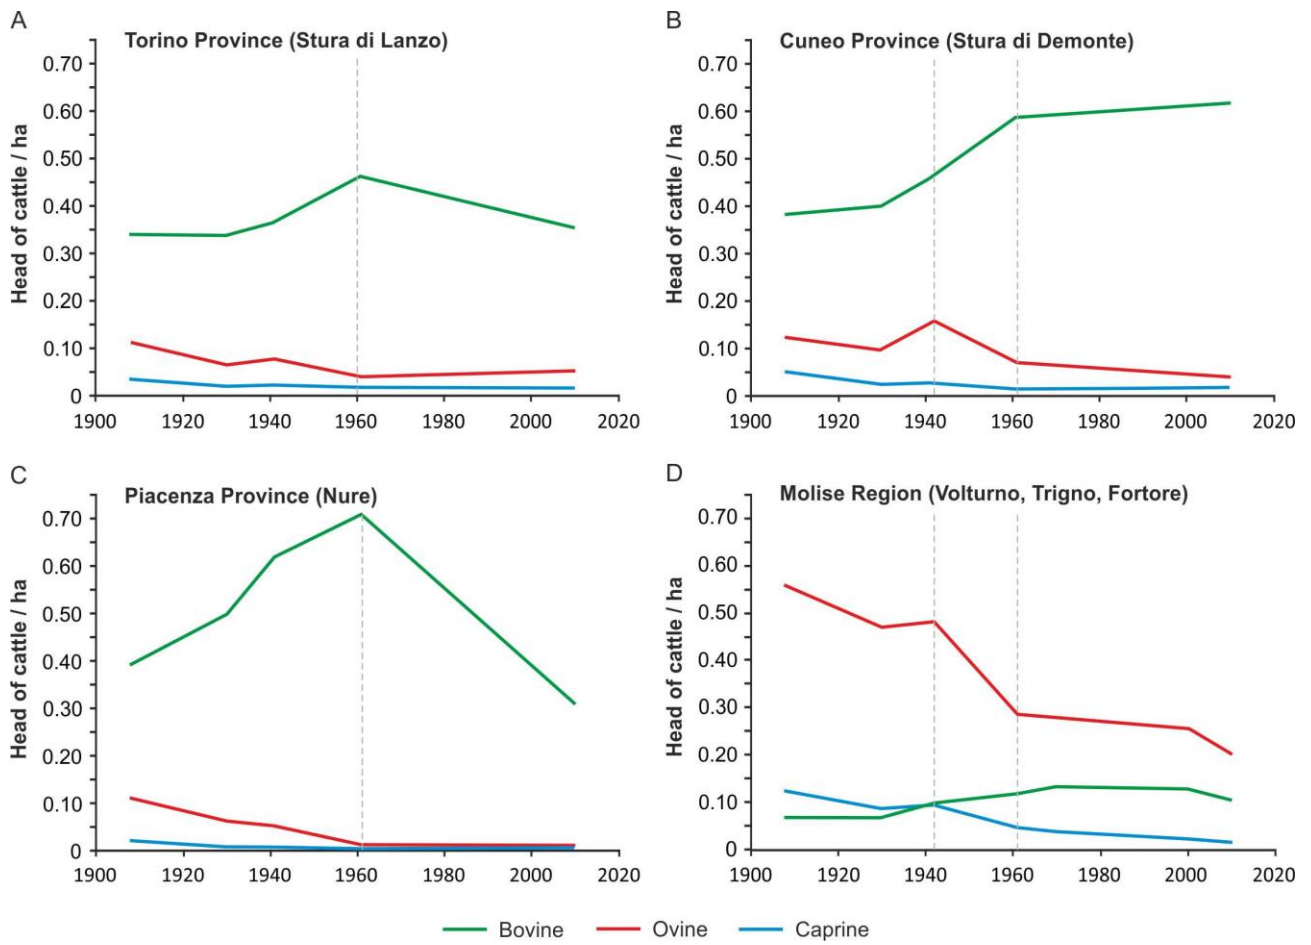 A
Torino Province (Stura di Lanzo)
Head of cattle / ha
0.70
0.60
0.50
0.40
0.30
0.20
0.10
0
1900 1920 1940 1960 1980 2000 2020
B
Cuneo Province (Stura di Demonte)
Head of cattle / ha
0.70
0.60
0.50
0.40
0.30
0.20
0.10
0
1900 1920 1940 1960 1980 2000 2020
C
Piacenza Province (Nure)
Head of cattle / ha
0.70
0.60
0.50
0.40
0.30
0.20
0.10
0
1900 1920 1940 1960 1980 2000 2020
D
Molise Region (Volturno, Trigno, Fortore)
Head of cattle / ha
0.70
0.60
0.50
0.40
0.30
0.20
0.10
0
1900 1920 1940 1960 1980 2000 2020
Bovine Ovine Caprine